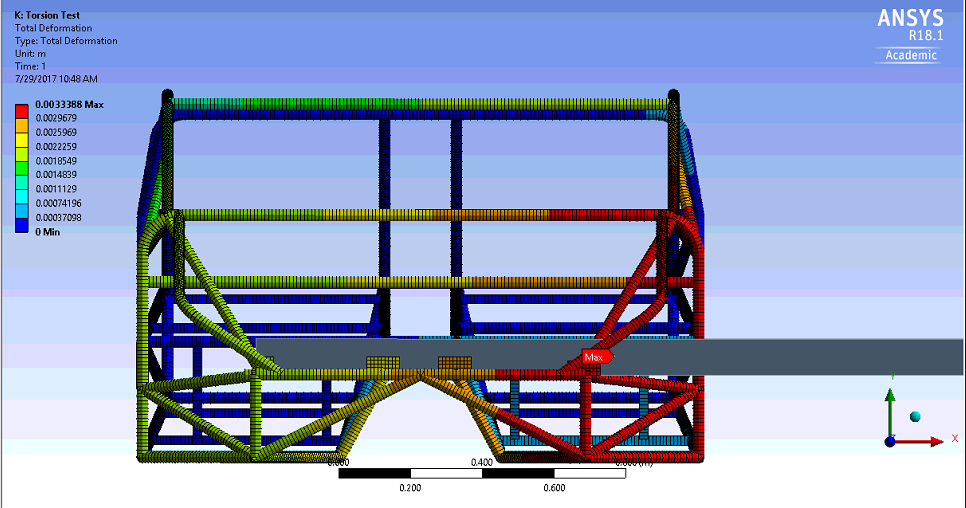 K: Torsion Test
Total Deformation
Type: Total Deformation
Unit: m
Time: 1
7/29/2017 10:48 AM
ANSYS
R18.1
Academic
0.0033388 Max
0.0029679
0.0025969
0.0022259
0.0018549
0.0014839
0.0011129
0.00074196
0.00037098
0 Min
Max
Y
X
0.000 0.400 0.800 (m)
0.200 0.600